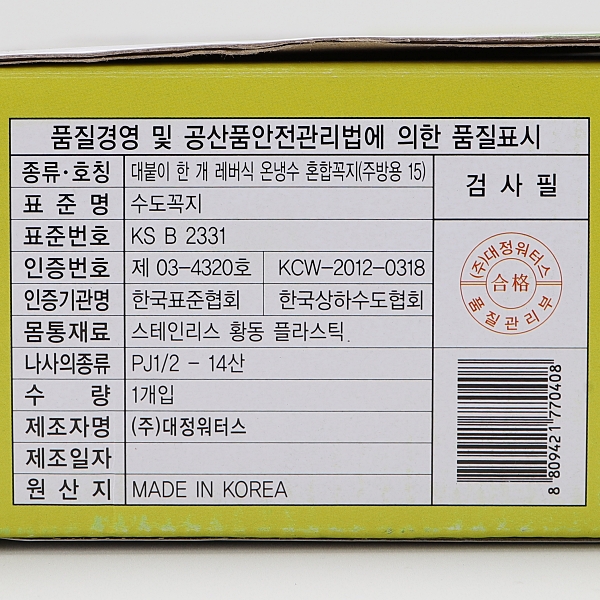 품질경영 및 공산품안전관리법에 의한 품질표시
종류·호칭 대붙이 한 개 레버식 온냉수 혼합꼭지(주방용 15)
검사필
표준명 수도꼭지
표준번호 KS B 2331
인증번호 제 03-4320호 KCW-2012-0318
인증기관명 한국표준협회 한국상하수도협회
몸통재료 스테인리스 황동 플라스틱.
나사의종류 PJ1/2 - 14산
수량 1개입
제조자명 (주)대정워터스
제조일자
원산지 MADE IN KOREA
(주)대정워터스
合格
품질관리부
8 809421 770408